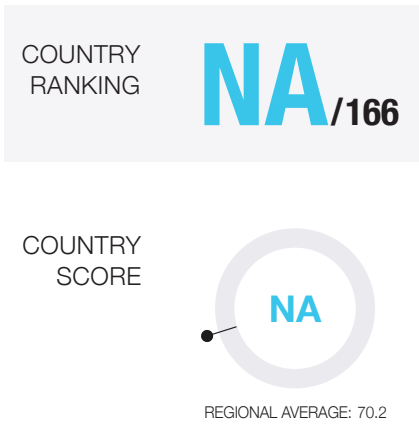 COUNTRY
RANKING
NA/166
COUNTRY
SCORE
NA
REGIONAL AVERAGE: 70.2